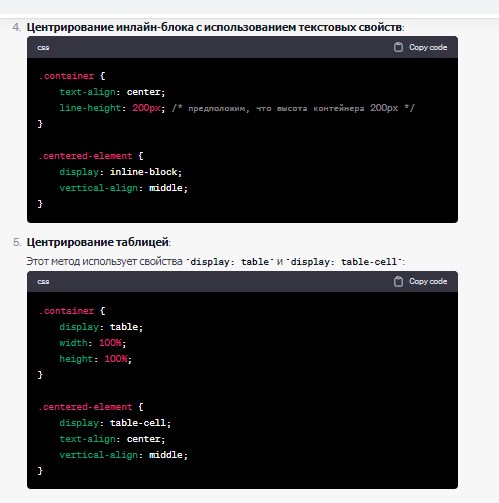 4. Центрирование инлайн-блока с использованием текстовых свойств:
css Copy code
.container {
text-align: center;
line-height: 200px; /* предположим, что высота контейнера 200px */
}
.centered-element {
display: inline-block;
vertical-align: middle;
}
5. Центрирование таблицей:
Этот метод использует свойства `display: table` и `display: table-cell`:
css Copy code
.container {
display: table;
width: 100%;
height: 100%;
}
.centered-element {
display: table-cell;
text-align: center;
vertical-align: middle;
}